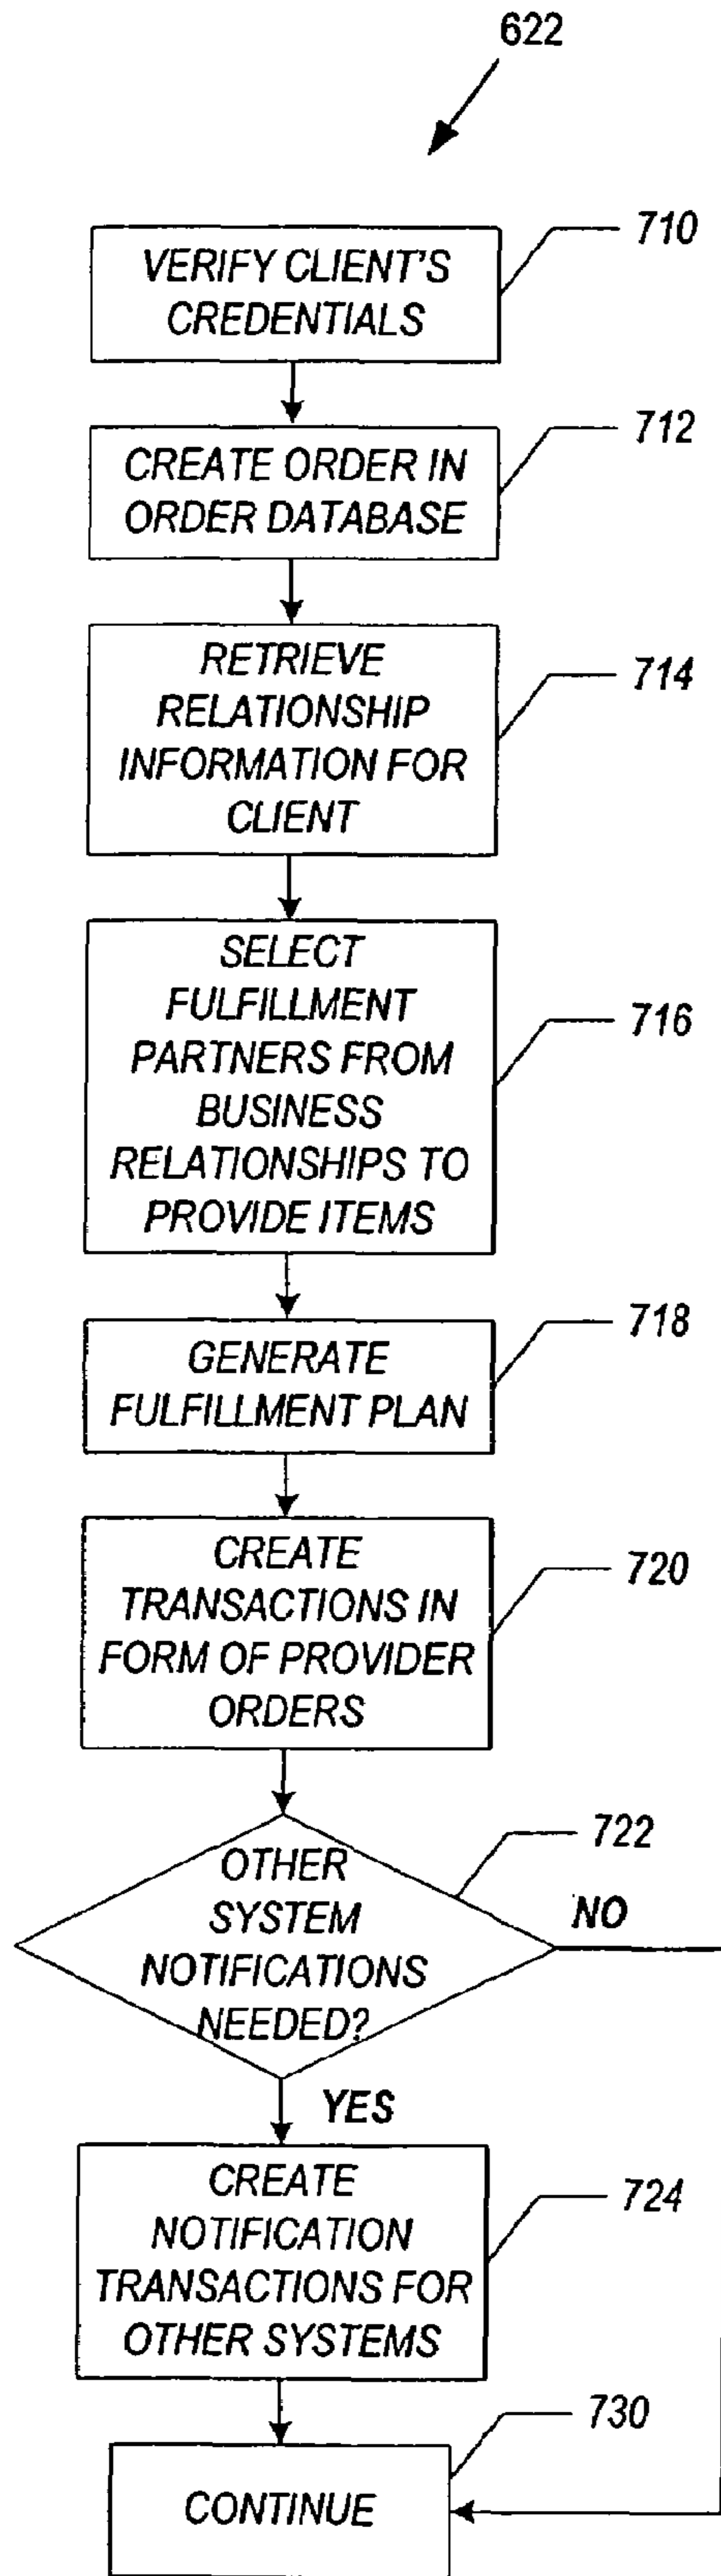 622
VERIFY CLIENT'S
CREDENTIALS
710
CREATE ORDER IN
ORDER DATABASE
712
RETRIEVE
RELATIONSHIP
INFORMATION FOR
CLIENT
714
SELECT
FULFILLMENT
PARTNERS FROM
BUSINESS
RELATIONSHIPS TO
PROVIDE ITEMS
716
GENERATE
FULFILLMENT PLAN
718
CREATE
TRANSACTIONS IN
FORM OF PROVIDER
ORDERS
720
OTHER
SYSTEM
NOTIFICATIONS
NEEDED?
722
NO
YES
CREATE
NOTIFICATION
TRANSACTIONS FOR
OTHER SYSTEMS
724
CONTINUE
730